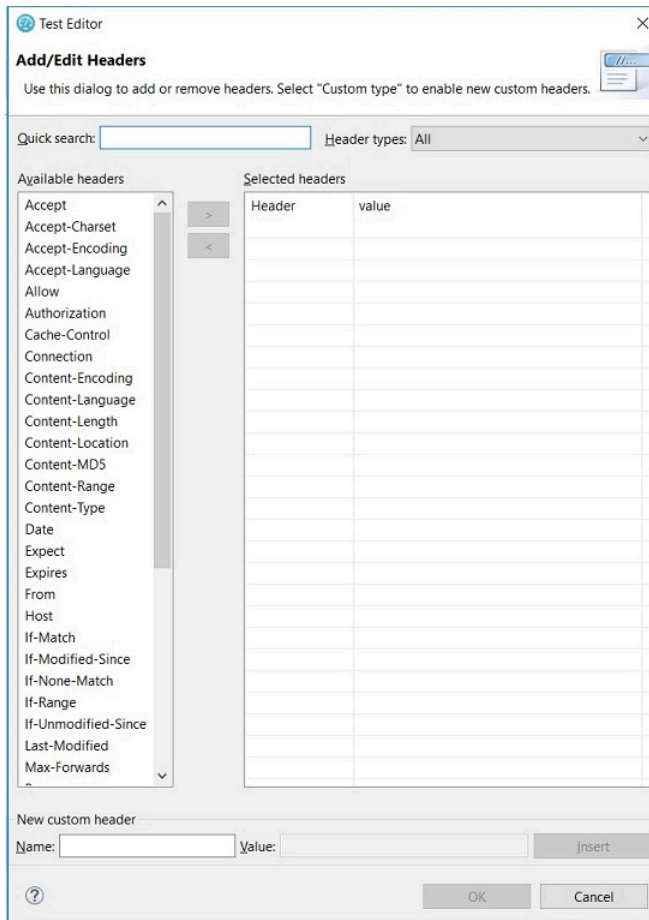 Test Editor
Add/Edit Headers
Use this dialog to add or remove headers. Select "Custom type" to enable new custom headers.
Quick search:
Header types: All
Available headers
Selected headers
Accept
Accept-Charset
Accept-Encoding
Accept-Language
Allow
Authorization
Cache-Control
Connection
Content-Encoding
Content-Language
Content-Length
Content-Location
Content-MD5
Content-Range
Content-Type
Date
Expect
Expires
From
Host
If-Match
If-Modified-Since
If-None-Match
If-Range
If-Unmodified-Since
Last-Modified
Max-Forwards
>
<
Header value
New custom header
Name: Value: Insert
? OK Cancel